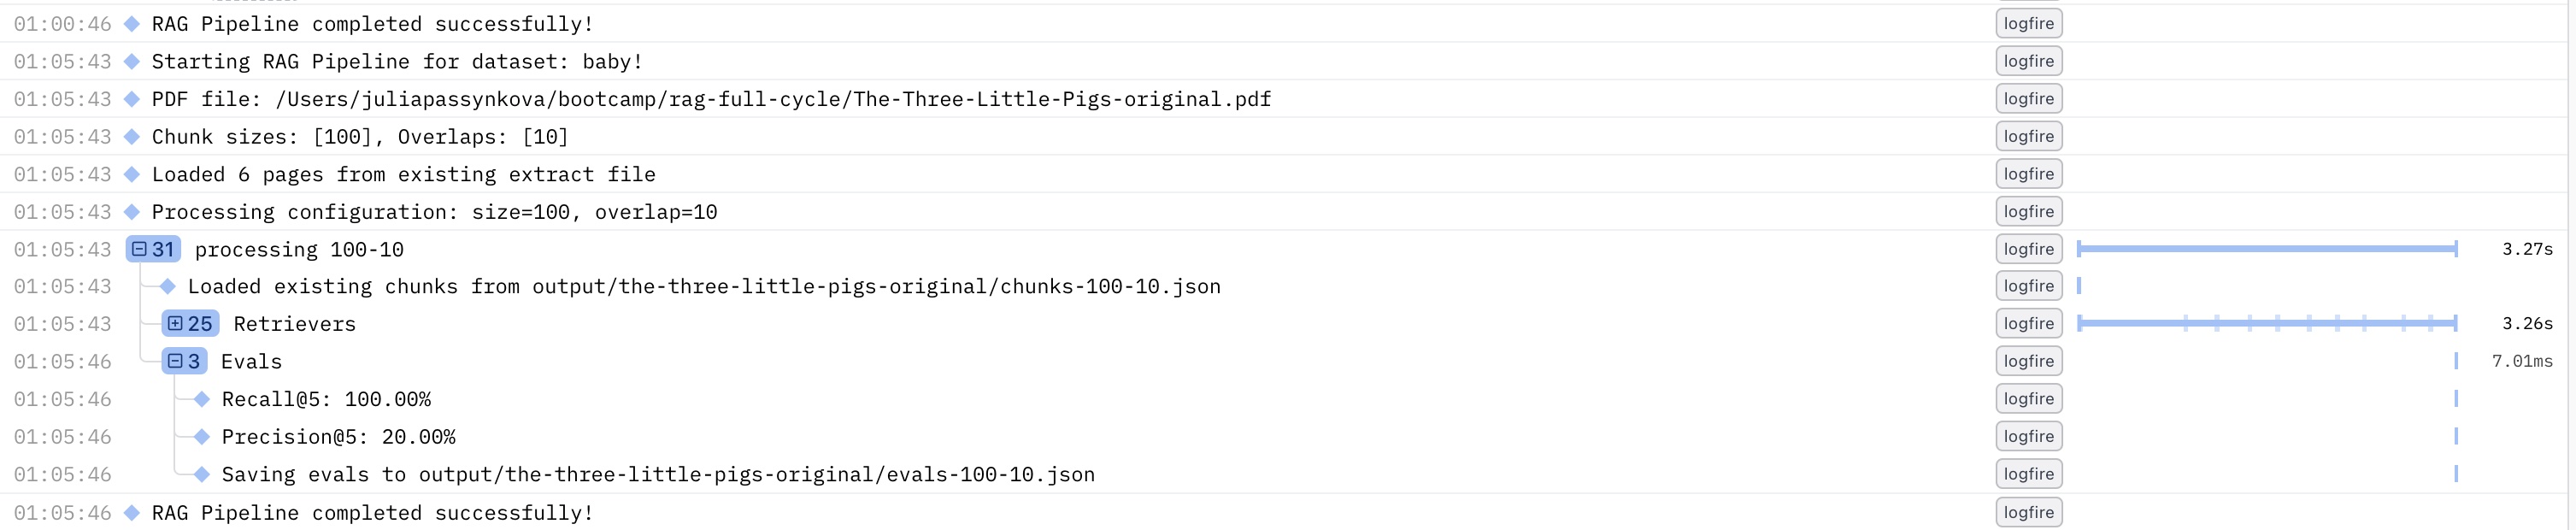 01:00:46 RAG Pipeline completed successfully! logfire
01:05:43 Starting RAG Pipeline for dataset: baby! logfire
01:05:43 PDF file: /Users/juliapassynkova/bootcamp/rag-full-cycle/The-Three-Little-Pigs-original.pdf logfire
01:05:43 Chunk sizes: [100], Overlaps: [10] logfire
01:05:43 Loaded 6 pages from existing extract file logfire
01:05:43 Processing configuration: size=100, overlap=10 logfire
01:05:43 31 processing 100-10 logfire 3.27s
01:05:43 Loaded existing chunks from output/the-three-little-pigs-original/chunks-100-10.json logfire
01:05:43 25 Retrievers logfire 3.26s
01:05:46 3 Evals logfire 7.01ms
01:05:46 Recall@5: 100.00% logfire
01:05:46 Precision@5: 20.00% logfire
01:05:46 Saving evals to output/the-three-little-pigs-original/evals-100-10.json logfire
01:05:46 RAG Pipeline completed successfully! logfire